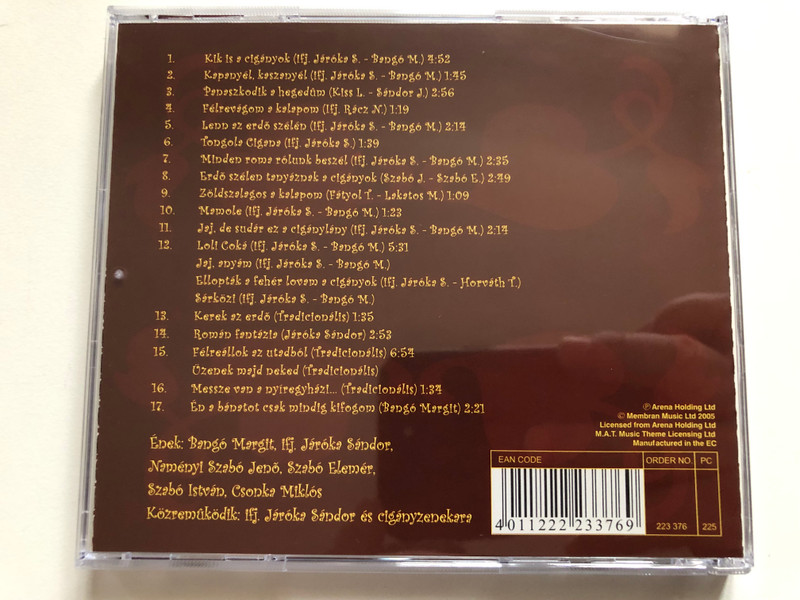 1. Kik is a cigányok (Ifj. Járóka S. - Bangó M.) 4:52
2. Kapanyél, kaszanyél (Ifj. Járóka S. - Bangó M.) 1:45
3. Panaszkodik a hegedűm (Kiss L. - Sándor J.) 2:56
4. Félrevágom a kalapom (Ifj. Rácz N.) 1:19
5. Lenn az erdő szélén (Ifj. Járóka S. - Bangó M.) 2:14
6. Tongola Cigana (Ifj. Járóka S.) 1:39
7. Minden roma rólunk beszél (Ifj. Járóka S. - Bangó M.) 2:35
8. Erdő szélen tanyáznak a cigányok (Szabó J. - Szabó E.) 2:49
9. Zöldszalagos a kalapom (Fátyol T. - Lakatos M.) 1:09
10. Mamole (Ifj. Járóka S. - Bangó M.) 1:23
11. Jaj, de sudár ez a cigánylány (Ifj. Járóka S. - Bangó M.) 2:14
12. Loli Coká (Ifj. Járóka S. - Bangó M.) 5:31
Jaj, anyám (Ifj. Járóka S. - Bangó M.)
Ellopták a fehér lovam a cigányok (Ifj. Járóka S. - Horváth T.)
Sárközi (Ifj. Járóka S. - Bangó M.)
13. Kerek az erdő (Tradicionális) 1:35
14. Román fantázia (Járóka Sándor) 2:53
15. Félreállok az utadból (Tradicionális) 6:54
Üzenek majd neked (Tradicionális)
16. Messze van a nyíregyházi... (Tradicionális) 1:34
17. Én a bánatot csak mindig kifogom (Bangó Margit) 2:21
Ének: Bangó Margit, Ifj. Járóka Sándor,
Naményi Szabó Jenő, Szabó Elemér,
Szabó István, Csonka Miklós
Közreműködik: Ifj. Járóka Sándor és cigányzenekara
℗ Arena Holding Ltd
© Membran Music Ltd 2005
Licensed from Arena Holding Ltd
M.A.T. Music Theme Licensing Ltd
Manufactured in the EC
EAN CODE ORDER NO. PC
4 011222 233769 223 376 225